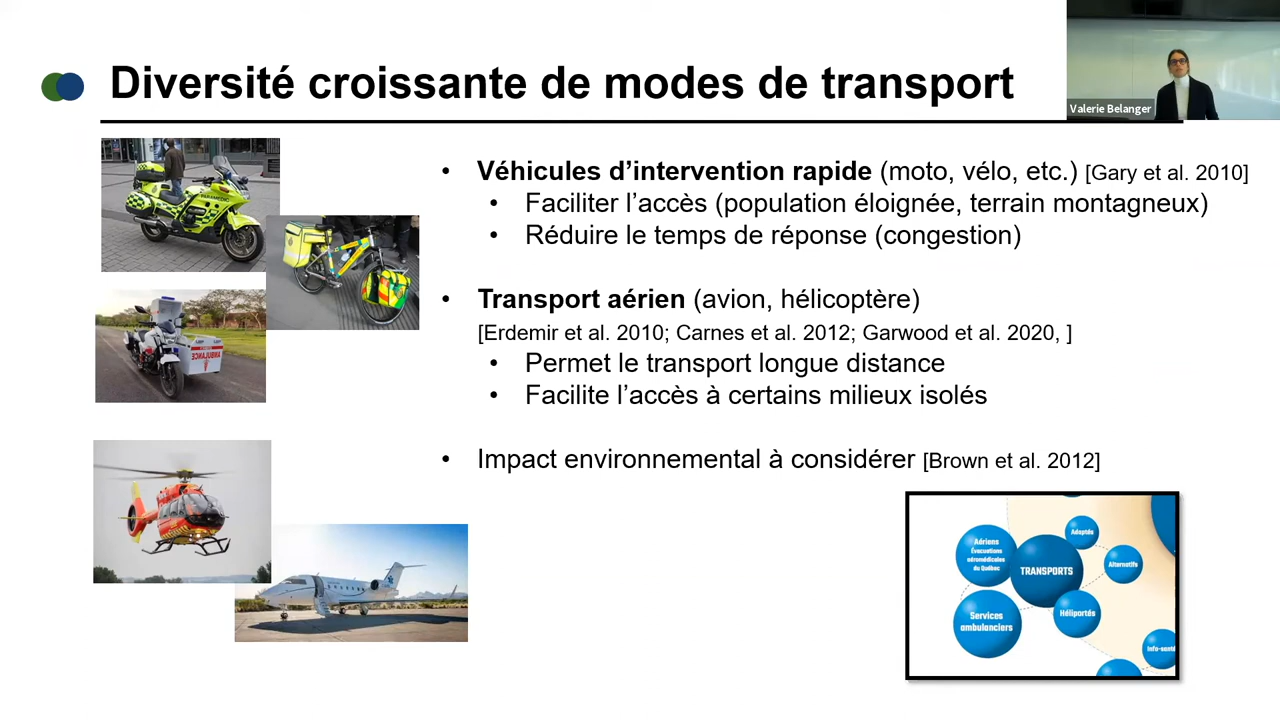 Diversité croissante de modes de transport
Valerie Belanger
• Véhicules d’intervention rapide (moto, vélo, etc.) [Gary et al. 2010]
• Faciliter l’accès (population éloignée, terrain montagneux)
• Réduire le temps de réponse (congestion)
• Transport aérien (avion, hélicoptère)
[Erdemir et al. 2010; Carnes et al. 2012; Garwood et al. 2020, ]
• Permet le transport longue distance
• Facilite l’accès à certains milieux isolés
• Impact environnemental à considérer [Brown et al. 2012]
PARAMEDIC
AMBULANCE
Adaptés
Aériens
Évacuations
aéromédicales
du Québec
TRANSPORTS
Alternatifs
Services
ambulanciers
Héliportés
Info-santé